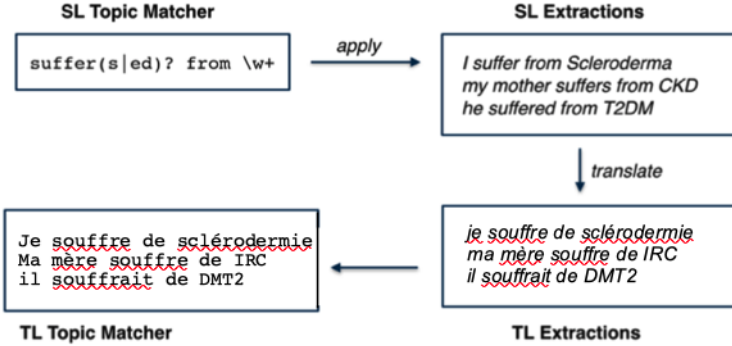 SL Topic Matcher
SL Extractions
suffer(s|ed)? from \w+
apply
I suffer from Scleroderma
my mother suffers from CKD
he suffered from T2DM
translate
Je souffre de sclérodermie
Ma mère souffre de IRC
il souffrait de DMT2
je souffre de sclérodermie
ma mère souffre de IRC
il souffrait de DMT2
TL Topic Matcher
TL Extractions